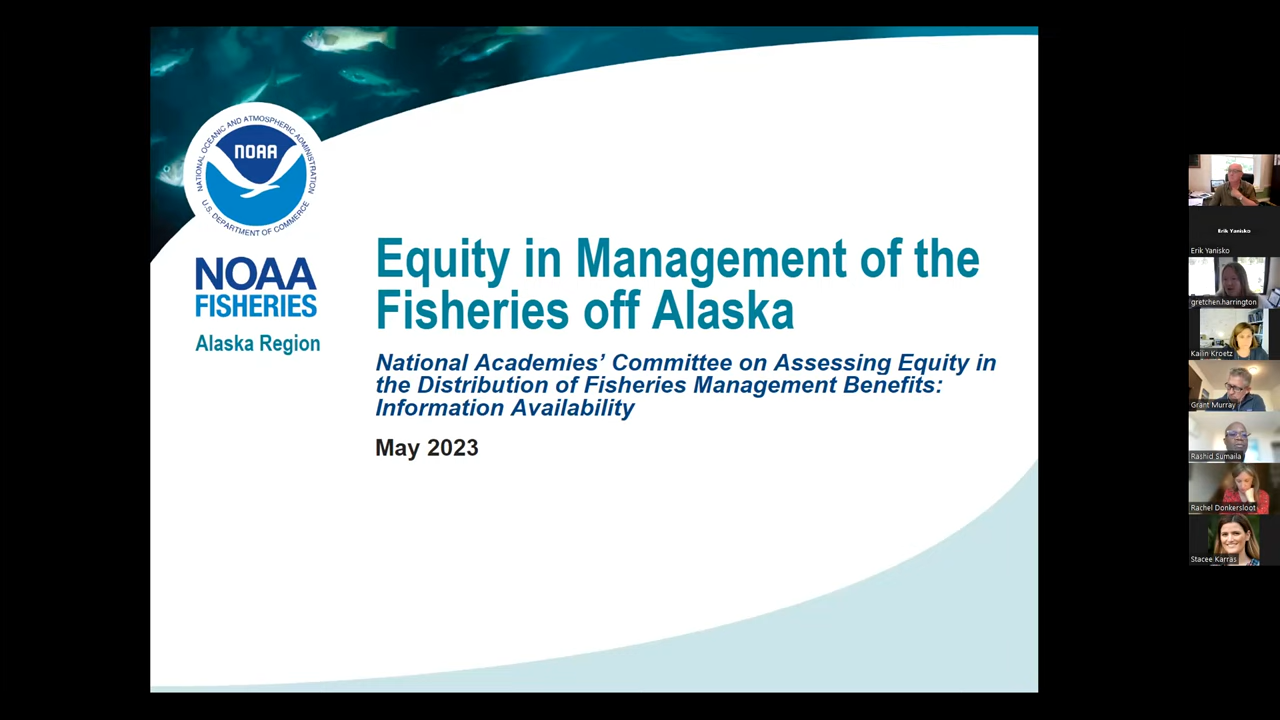 NATIONAL OCEANIC AND ATMOSPHERIC ADMINISTRATION
NOAA
U.S. DEPARTMENT OF COMMERCE
NOAA
FISHERIES
Alaska Region
Equity in Management of the
Fisheries off Alaska
National Academies’ Committee on Assessing Equity in
the Distribution of Fisheries Management Benefits:
Information Availability
May 2023
Erik Yanisko
Erik Yanisko
gretchen.harrington
Kailin Kroetz
Grant Murray
Rashid Sumaila
Rachel Donkersloot
Stacee Karras